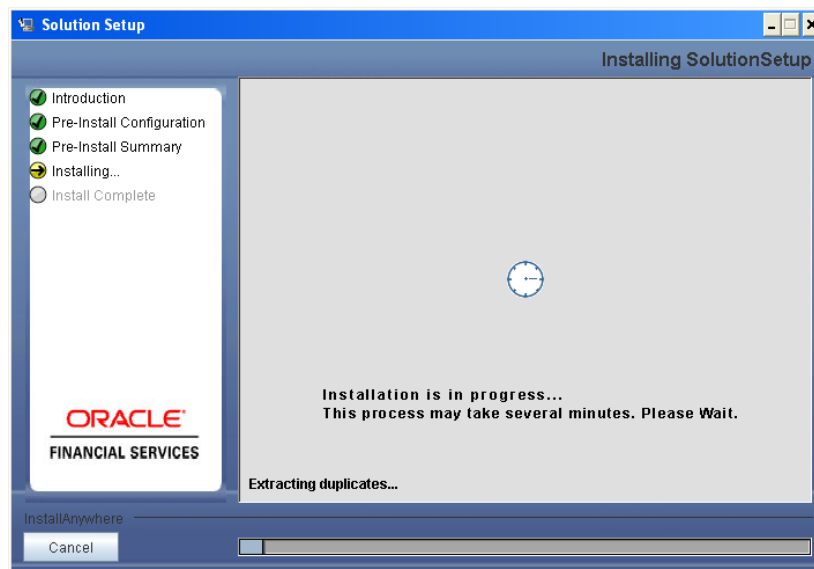 Solution Setup
Installing SolutionSetup
Introduction
Pre-Install Configuration
Pre-Install Summary
Installing...
Install Complete
Installation is in progress...
This process may take several minutes. Please Wait.
ORACLE
FINANCIAL SERVICES
Extracting duplicates...
InstallAnywhere
Cancel